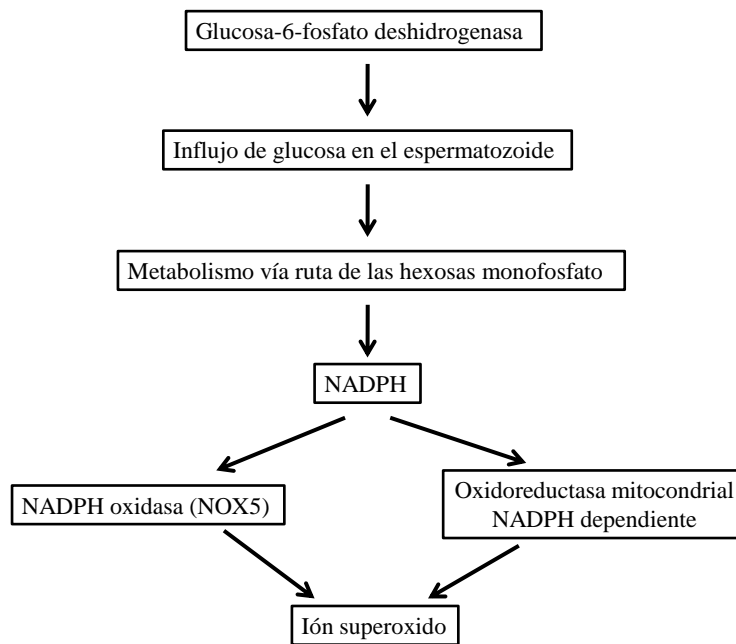 Glucosa-6-fosfato deshidrogenasa
Influjo de glucosa en el espermatozoide
Metabolismo vía ruta de las hexosas monofosfato
NADPH
NADPH oxidasa (NOX5)
Oxidoreductasa mitocondrial
NADPH dependiente
Ión superoxido